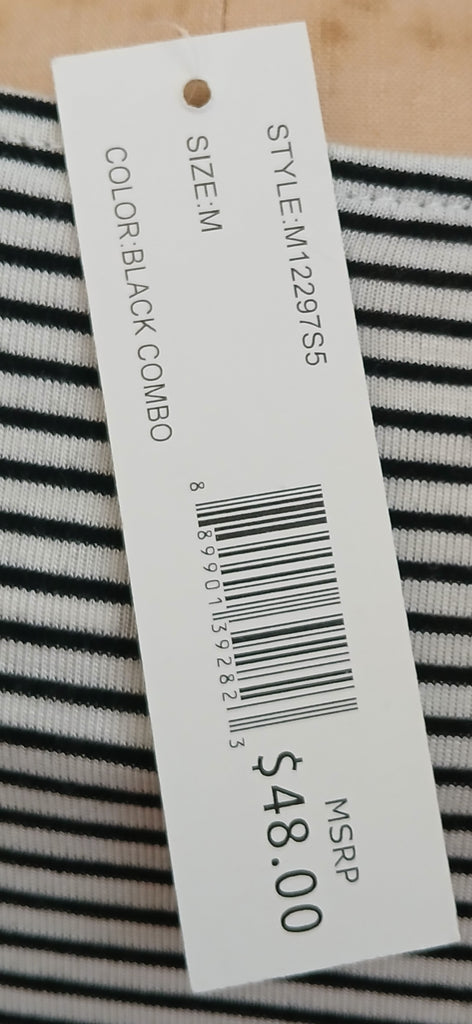 STYLE:M12297S5
SIZE:M
COLOR:BLACK COMBO
8 89901 39282 3
MSRP
$48.00